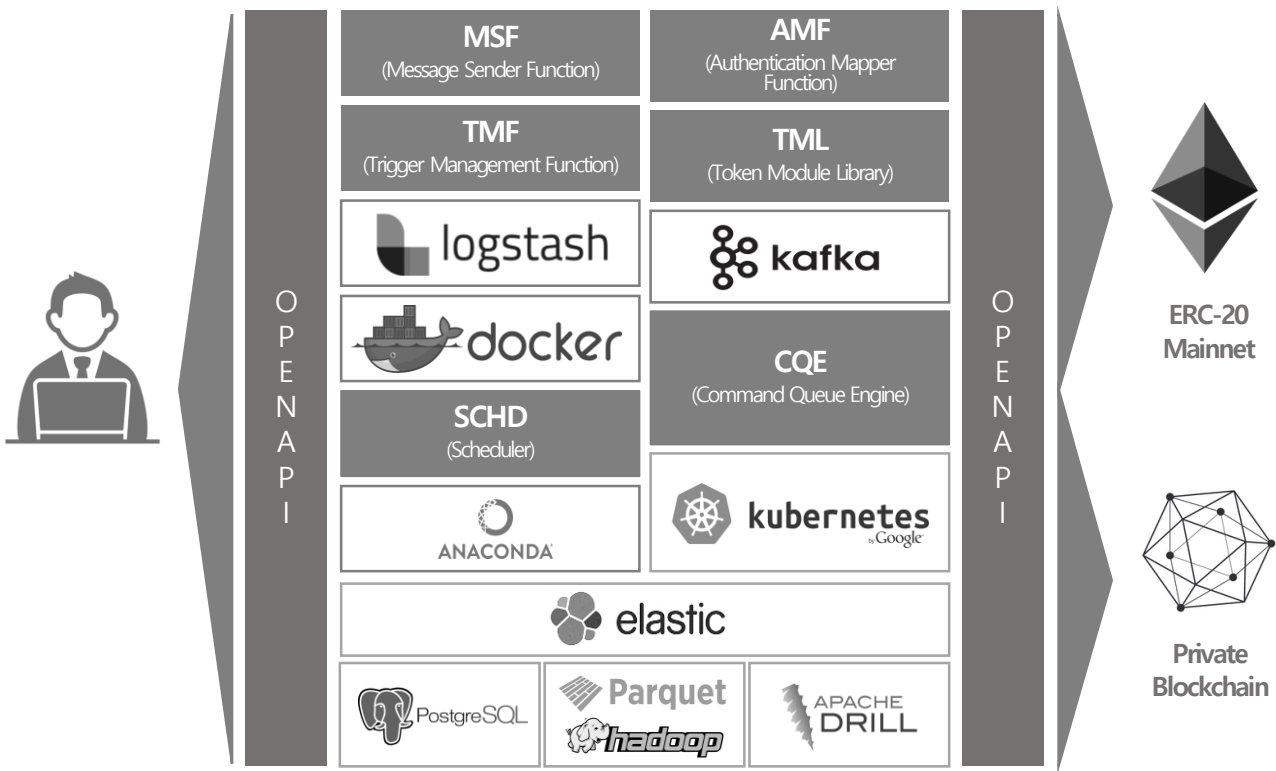 OPENAPI
MSF
(Message Sender Function)
TMF
(Trigger Management Function)
logstash
docker
SCHD
(Scheduler)
ANACONDA
AMF
(Authentication Mapper
Function)
TML
(Token Module Library)
kafka
CQE
(Command Queue Engine)
kubernetes
by Google
elastic
PostgreSQL
Parquet
hadoop
APACHE
DRILL
OPENAPI
ERC-20
Mainnet
Private
Blockchain